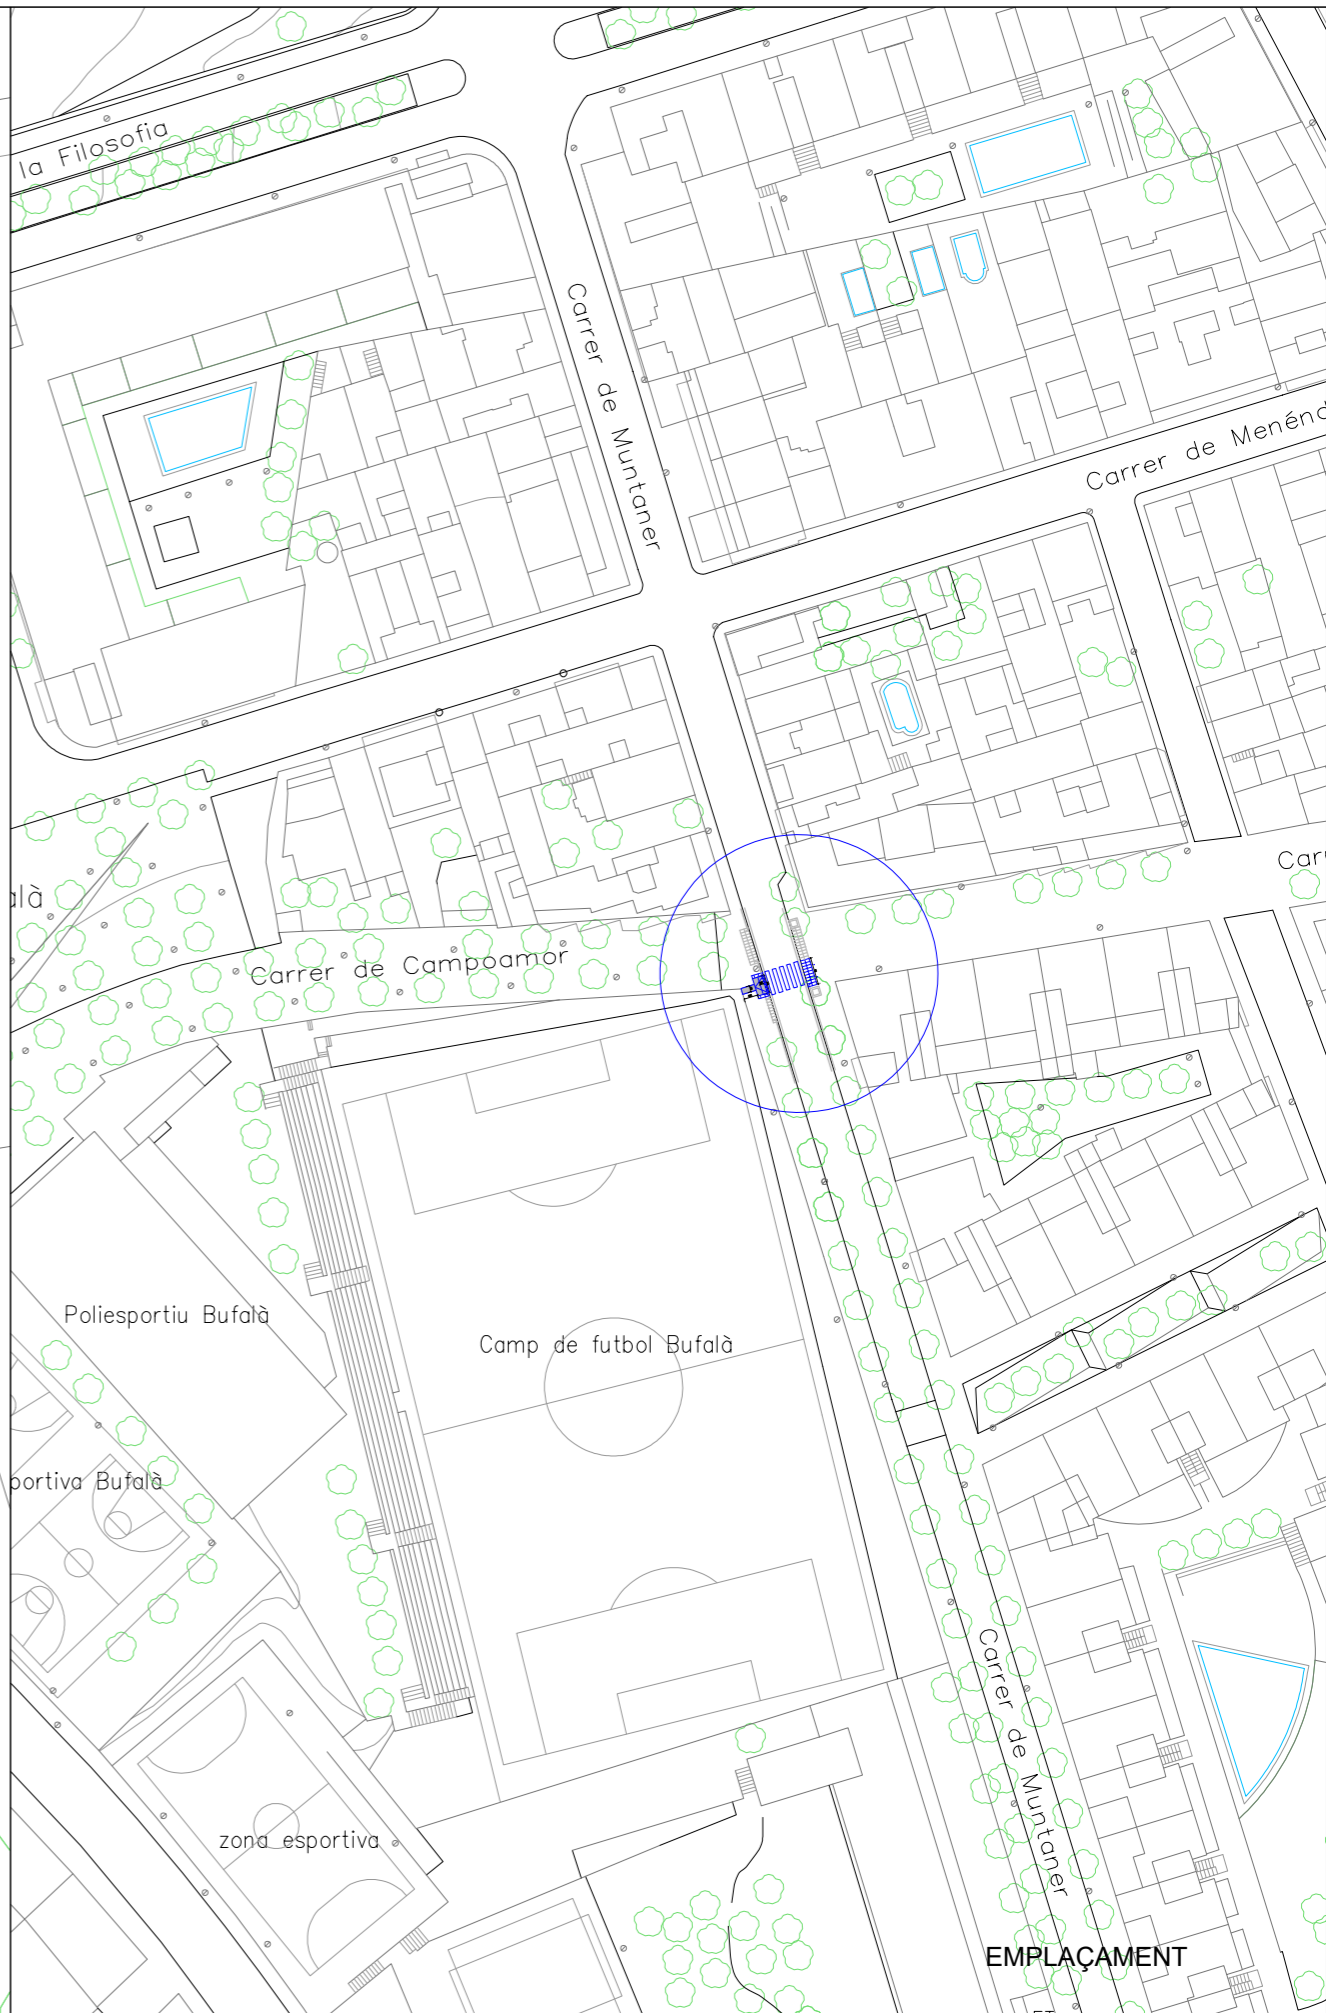 la Filosofia
Carrer de Muntaner
Carrer de Menénd
Carr
alà
Carrer de Campoamor
Poliesportiu Bufalà
Camp de futbol Bufalà
portiva Bufalà
Carrer de Muntaner
zona esportiva
EMPLAÇAMENT